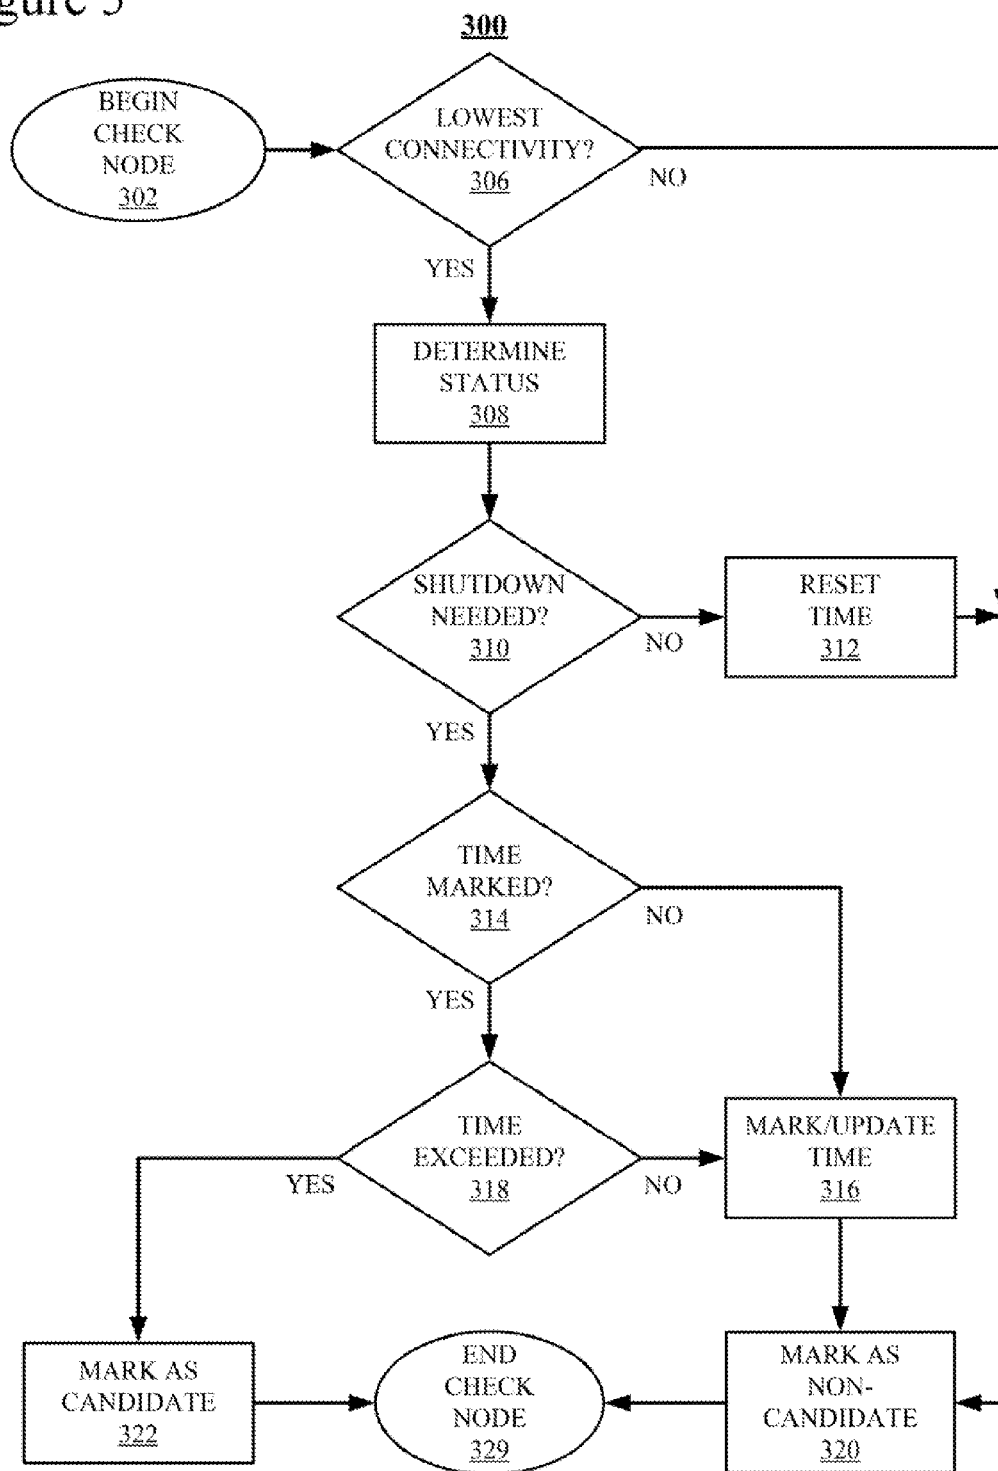 gure 3
300
BEGIN
CHECK
NODE
302
LOWEST
CONNECTIVITY?
306
NO
YES
DETERMINE
STATUS
308
SHUTDOWN
NEEDED?
310
NO
RESET
TIME
312
YES
TIME
MARKED?
314
NO
YES
TIME
EXCEEDED?
318
YES
NO
MARK/UPDATE
TIME
316
MARK AS
CANDIDATE
322
END
CHECK
NODE
329
MARK AS
NON-
CANDIDATE
320